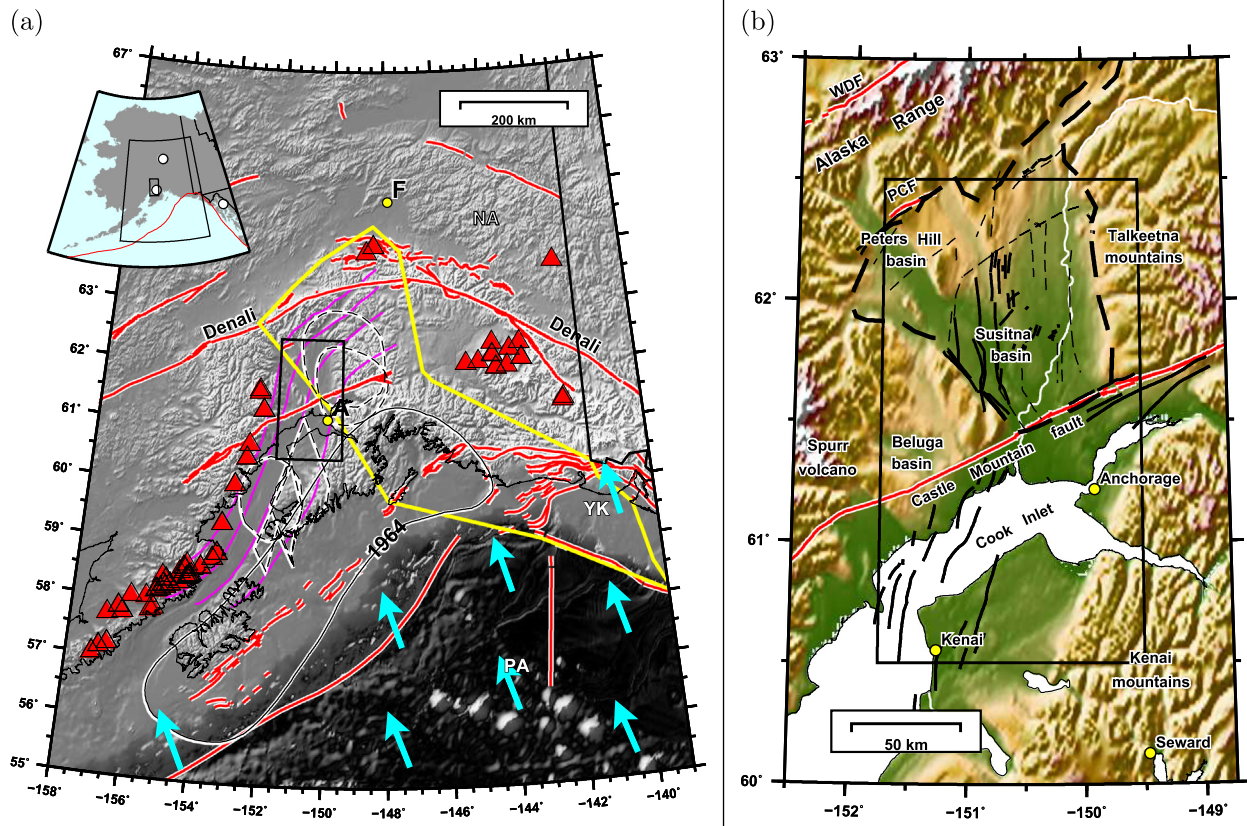 (a)
67°
200 km
F
NA
63°
Denali
Denali
62°
61°
A
60°
YK
59°
1964
58°
57°
PA
56°
55°
−158°
−156°
−154°
−152°
−150°
−148°
−146°
−144°
−142°
−140°
(b)
63°
WDF
Alaska Range
PCF
Peters Hill
basin
Talkeetna
mountains
62°
Susitna
basin
Spurr
volcano
Beluga
basin
Castle Mountain fault
Anchorage
61°
Cook Inlet
Kenai
Kenai
mountains
50 km
Seward
60°
−152°
−151°
−150°
−149°